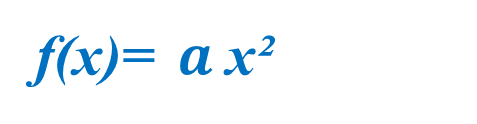 f(x)= a x²